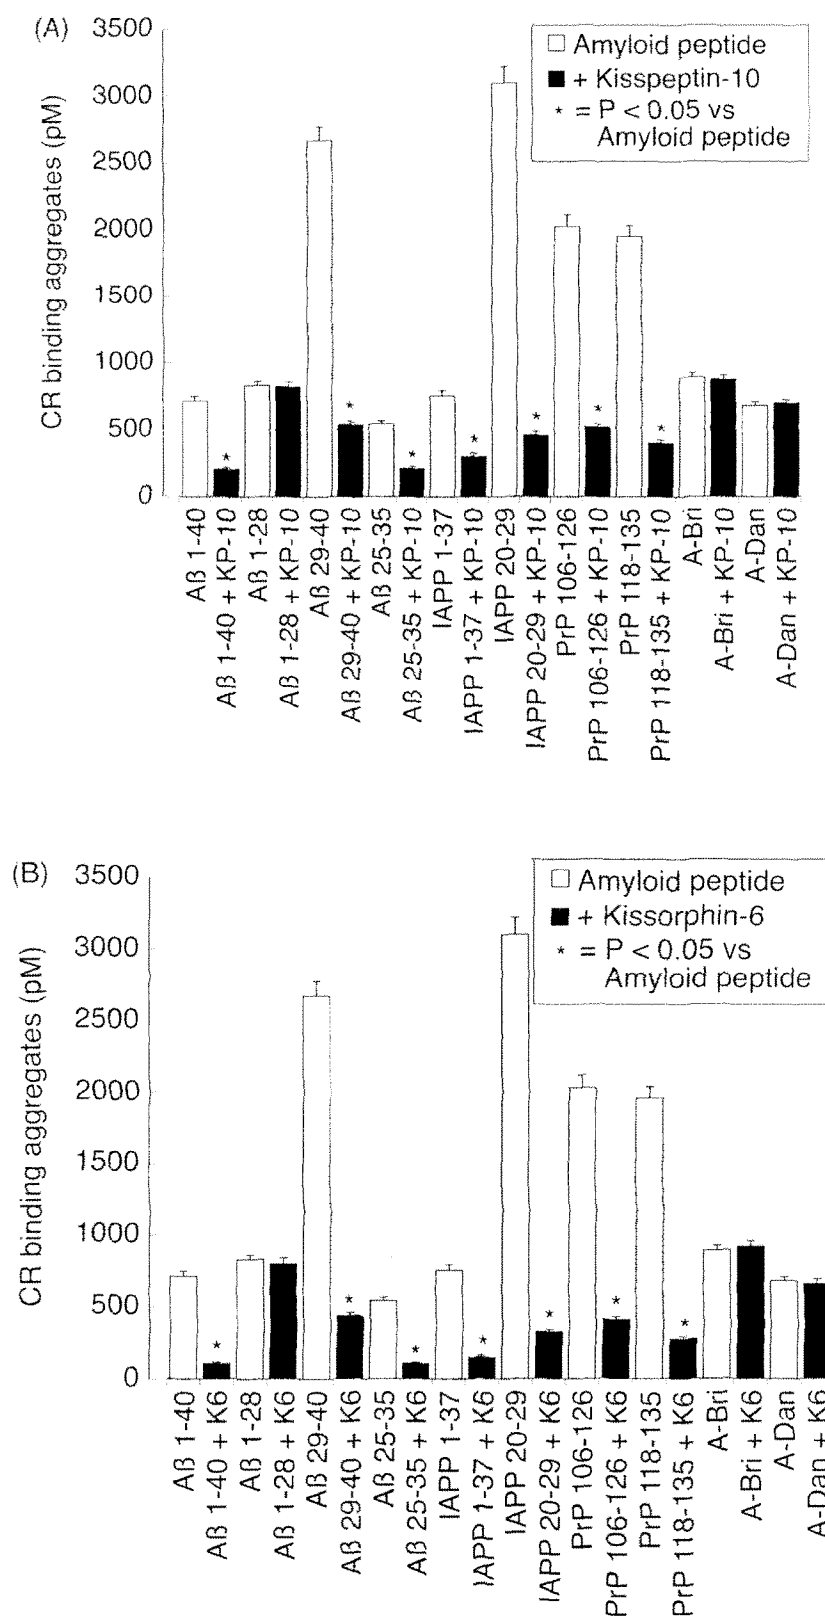 (A)
3500
3000
2500
2000
1500
1000
500
0
CR binding aggregates (pM)
Amyloid peptide
+ Kisspeptin-10
* = P < 0.05 vs
Amyloid peptide
*
*
*
*
*
*
*
Aß 1-40
Aß 1-40 + KP-10
Aß 1-28
Aß 1-28 + KP-10
Aß 29-40
Aß 29-40 + KP-10
Aß 25-35
Aß 25-35 + KP-10
IAPP 1-37
IAPP 1-37 + KP-10
IAPP 20-29
IAPP 20-29 + KP-10
PrP 106-126
PrP 106-126 + KP-10
PrP 118-135
PrP 118-135 + KP-10
A-Bri
A-Bri + KP-10
A-Dan
A-Dan + KP-10
(B)
3500
3000
2500
2000
1500
1000
500
0
CR binding aggregates (pM)
Amyloid peptide
+ Kissorphin-6
* = P < 0.05 vs
Amyloid peptide
*
*
*
*
*
*
*
Aß 1-40
Aß 1-40 + K6
Aß 1-28
Aß 1-28 + K6
Aß 29-40
Aß 29-40 + K6
Aß 25-35
Aß 25-35 + K6
IAPP 1-37
IAPP 1-37 + K6
IAPP 20-29
IAPP 20-29 + K6
PrP 106-126
PrP 106-126 + K6
PrP 118-135
PrP 118-135 + K6
A-Bri
A-Bri + K6
A-Dan
A-Dan + K6